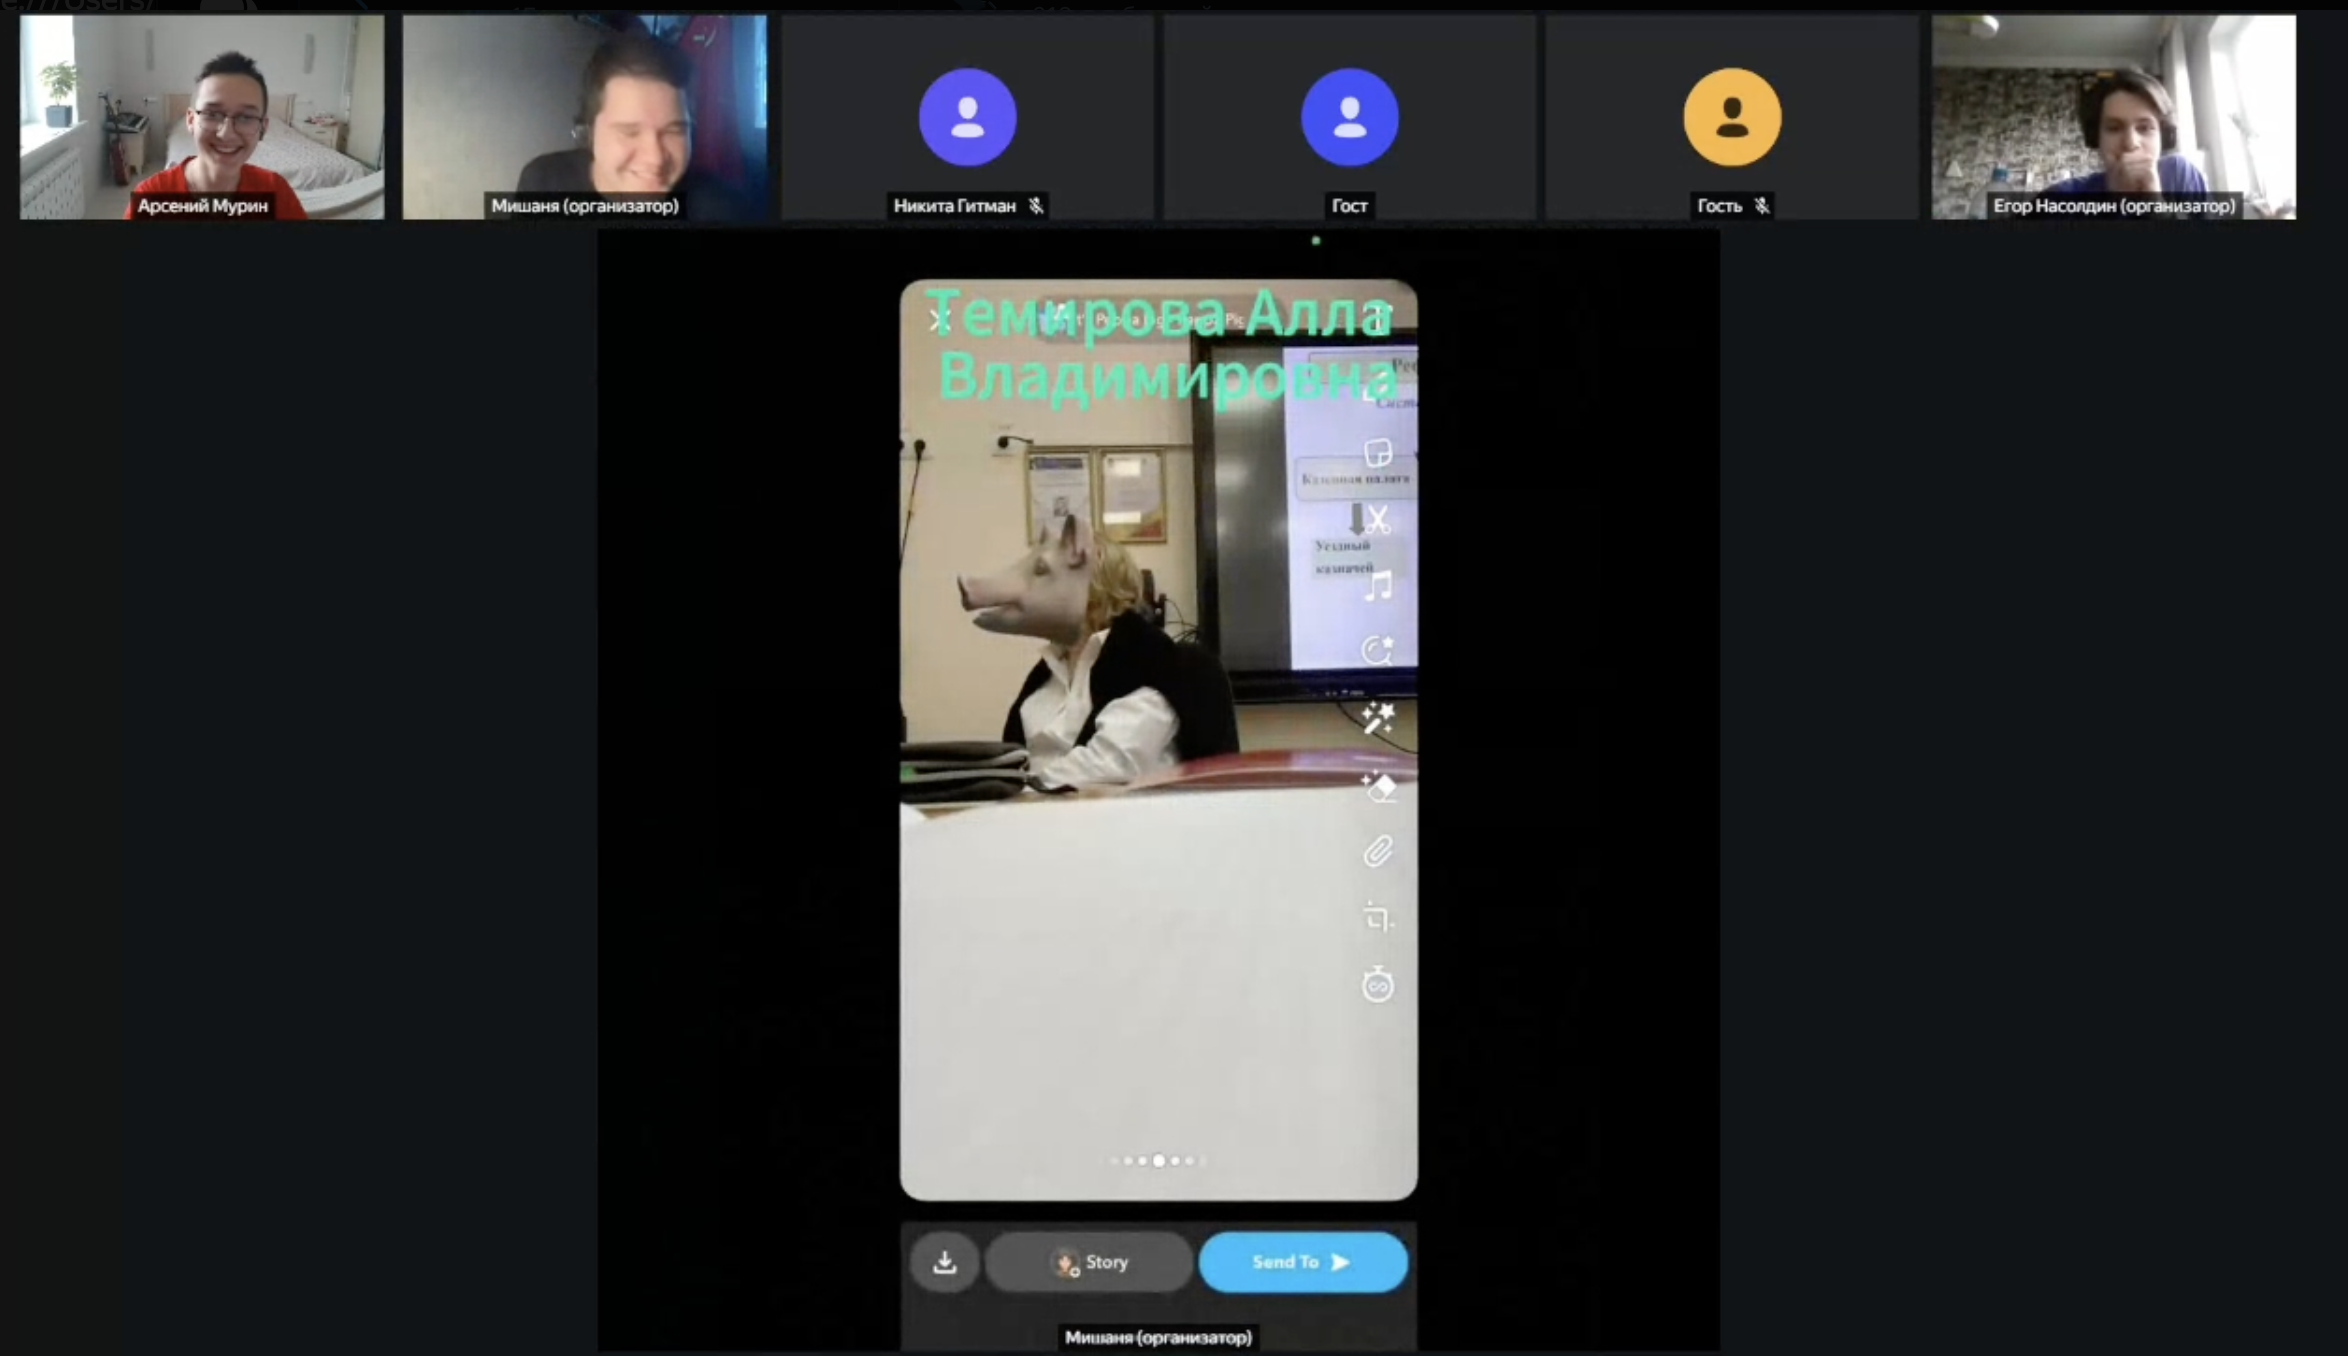 Арсений Мурин
Мишаня (организатор)
Никита Гитман
Гост
Гость
Егор Насолдин (организатор)
Темирова Алла
Владимировна
Казенная палата
Уездный
казначей
Story
Send To
Мишаня (организатор)